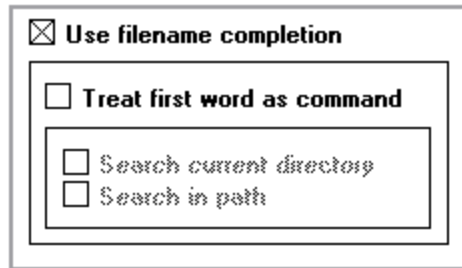 Use filename completion
Treat first word as command
Search current directory
Search in path